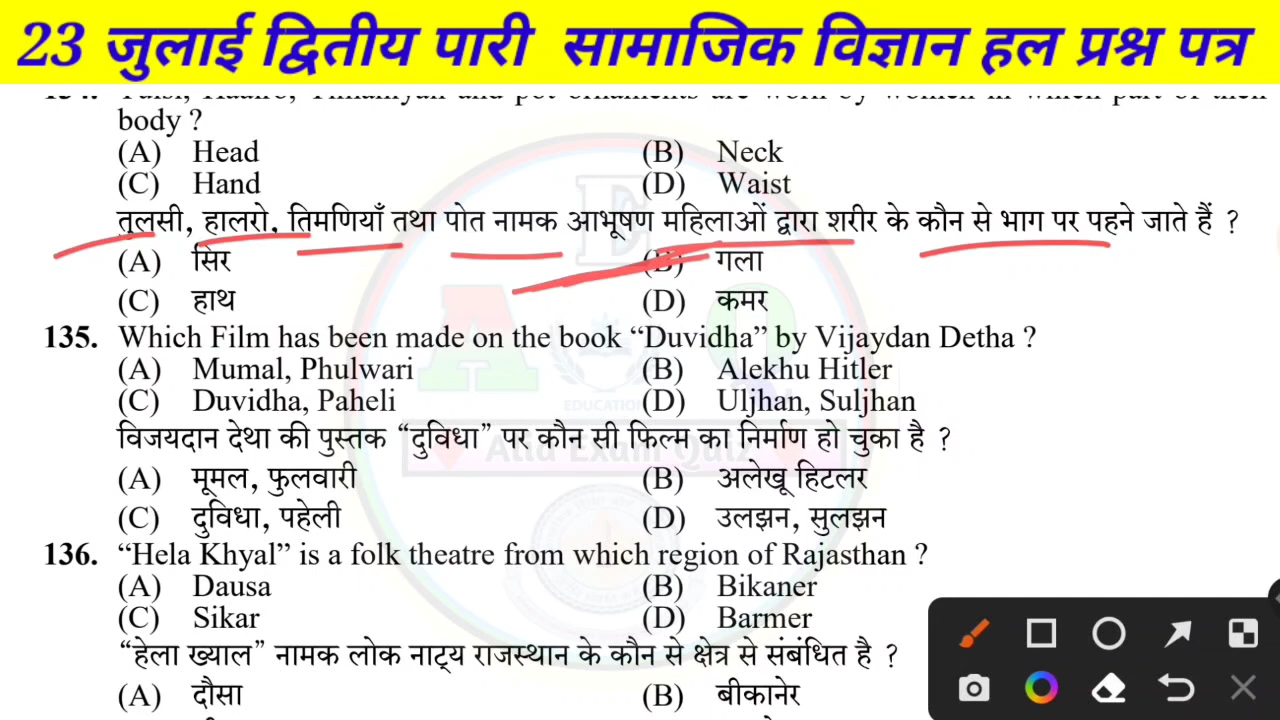 23 जुलाई द्वितीय पारी सामाजिक विज्ञान हल प्रश्न पत्र
body ?
(A) Head (B) Neck
(C) Hand (D) Waist
तुलसी, हालरो, तिमणियाँ तथा पोत नामक आभूषण महिलाओं द्वारा शरीर के कौन से भाग पर पहने जाते हैं ?
(A) सिर (B) गला
(C) हाथ (D) कमर
135. Which Film has been made on the book “Duvidha” by Vijaydan Detha ?
(A) Mumal, Phulwari (B) Alekhu Hitler
(C) Duvidha, Paheli (D) Uljhan, Suljhan
विजयदान देथा की पुस्तक “दुविधा” पर कौन सी फिल्म का निर्माण हो चुका है ?
(A) मूमल, फुलवारी (B) अलेखू हिटलर
(C) दुविधा, पहेली (D) उलझन, सुलझन
136. “Hela Khyal” is a folk theatre from which region of Rajasthan ?
(A) Dausa (B) Bikaner
(C) Sikar (D) Barmer
“हेला ख्याल” नामक लोक नाट्य राजस्थान के कौन से क्षेत्र से संबंधित है ?
(A) दौसा (B) बीकानेर